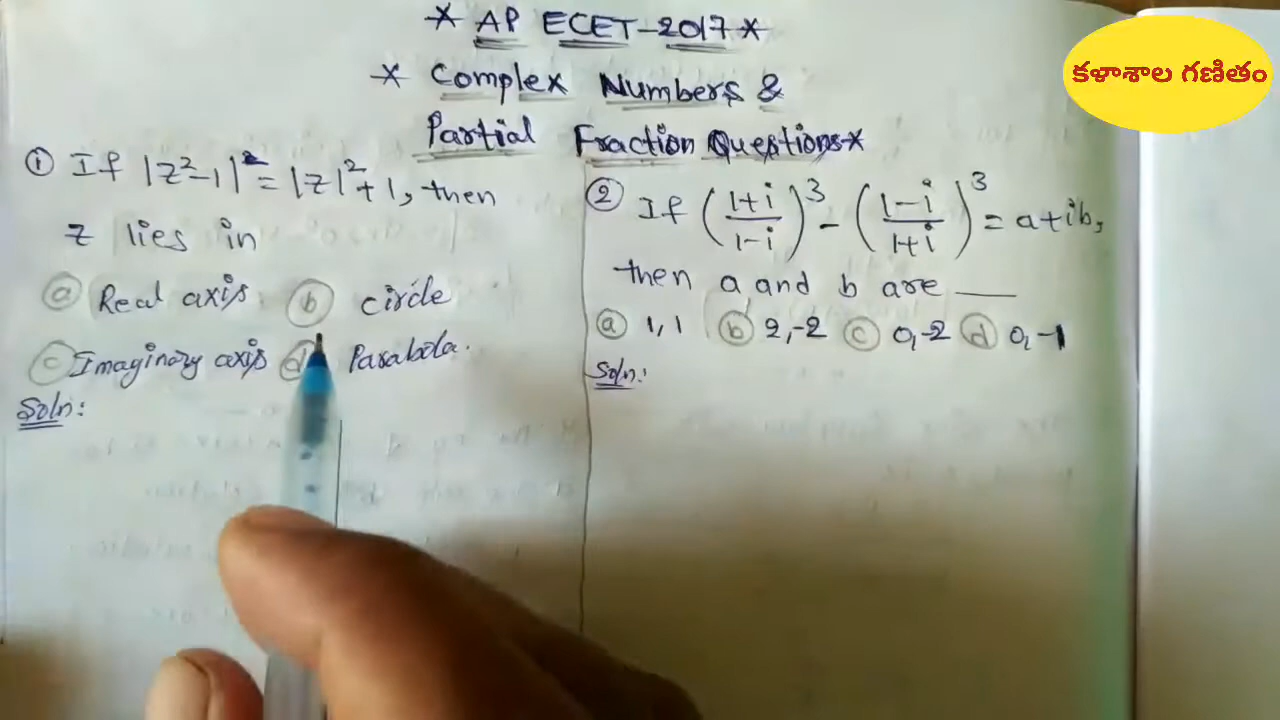 * AP ECET-2017 *
* Complex Numbers &
Partial Fraction Questions *
కళాశాల గణితం
① If |z²-1|² = |z|²+1, then
z lies in
ⓐ Real axis ⓑ circle
ⓒ Imaginary axis ⓓ Parabola.
Soln:
② If (1+i/1-i)³ - (1-i/1+i)³ = a+ib,
then a and b are ___
ⓐ 1,1 ⓑ 2,-2 ⓒ 0,-2 ⓓ 0,-1
Soln: